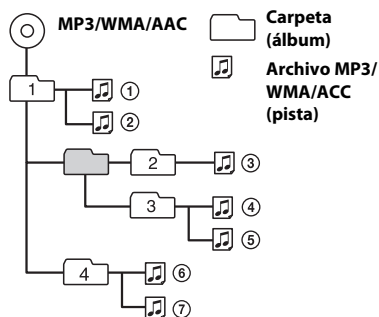 MP3/WMA/AAC
Carpeta
(álbum)
Archivo MP3/
WMA/ACC
(pista)
1
①
②
2
③
3
④
⑤
4
⑥
⑦